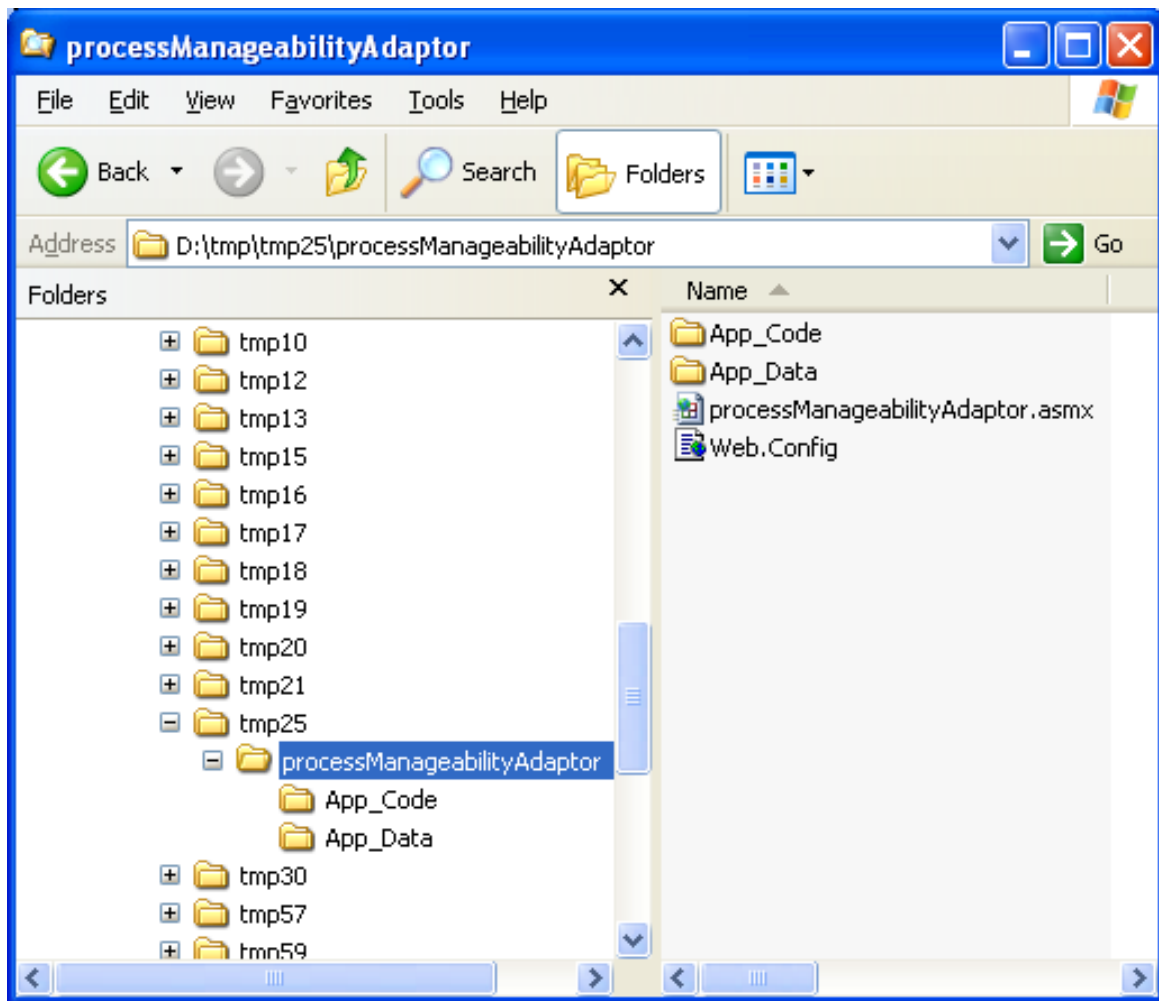 processManageabilityAdaptor
File Edit View Favorites Tools Help
Back Search Folders
Address D:\tmp\tmp25\processManageabilityAdaptor Go
Folders
tmp10
tmp12
tmp13
tmp15
tmp16
tmp17
tmp18
tmp19
tmp20
tmp21
tmp25
processManageabilityAdaptor
App_Code
App_Data
tmp30
tmp57
tmp59
Name
App_Code
App_Data
processManageabilityAdaptor.asmx
Web.Config